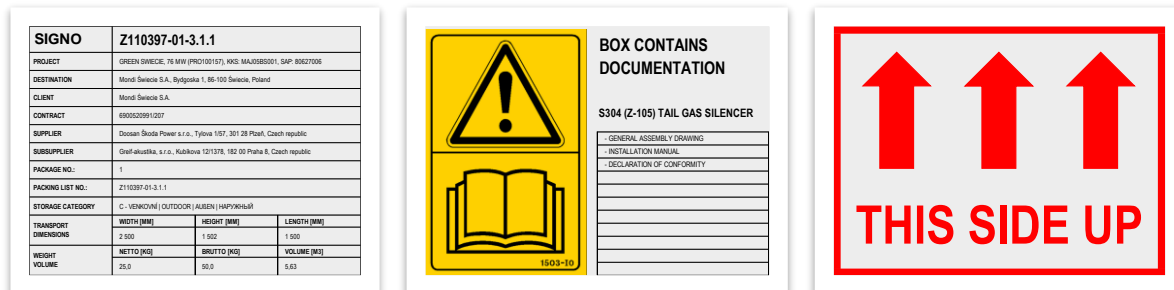 SIGNO Z110397-01-3.1.1
PROJECT GREEN SWIECIE, 76 MW (PRO100157), KKS: MAJ05BS001, SAP: 80627006
DESTINATION Mondi Świecie S.A., Bydgoska 1, 86-100 Świecie, Poland
CLIENT Mondi Świecie S.A.
CONTRACT 6900520991/207
SUPPLIER Doosan Škoda Power s.r.o., Tylova 1/57, 301 28 Plzeň, Czech republic
SUBSUPPLIER Greif-akustika, s.r.o., Kubíkova 12/1378, 182 00 Praha 8, Czech republic
PACKAGE NO.: 1
PACKING LIST NO.: Z110397-01-3.1.1
STORAGE CATEGORY C - VENKOVNÍ | OUTDOOR | AUßEN | НАРУЖНЫЙ
TRANSPORT DIMENSIONS WIDTH [MM] HEIGHT [MM] LENGTH [MM]
2 500 1 502 1 500
WEIGHT VOLUME NETTO [KG] BRUTTO [KG] VOLUME [M3]
25,0 50,0 5,63
BOX CONTAINS
DOCUMENTATION
S304 (Z-105) TAIL GAS SILENCER
- GENERAL ASSEMBLY DRAWING
- INSTALLATION MANUAL
- DECLARATION OF CONFORMITY
1503-10
THIS SIDE UP